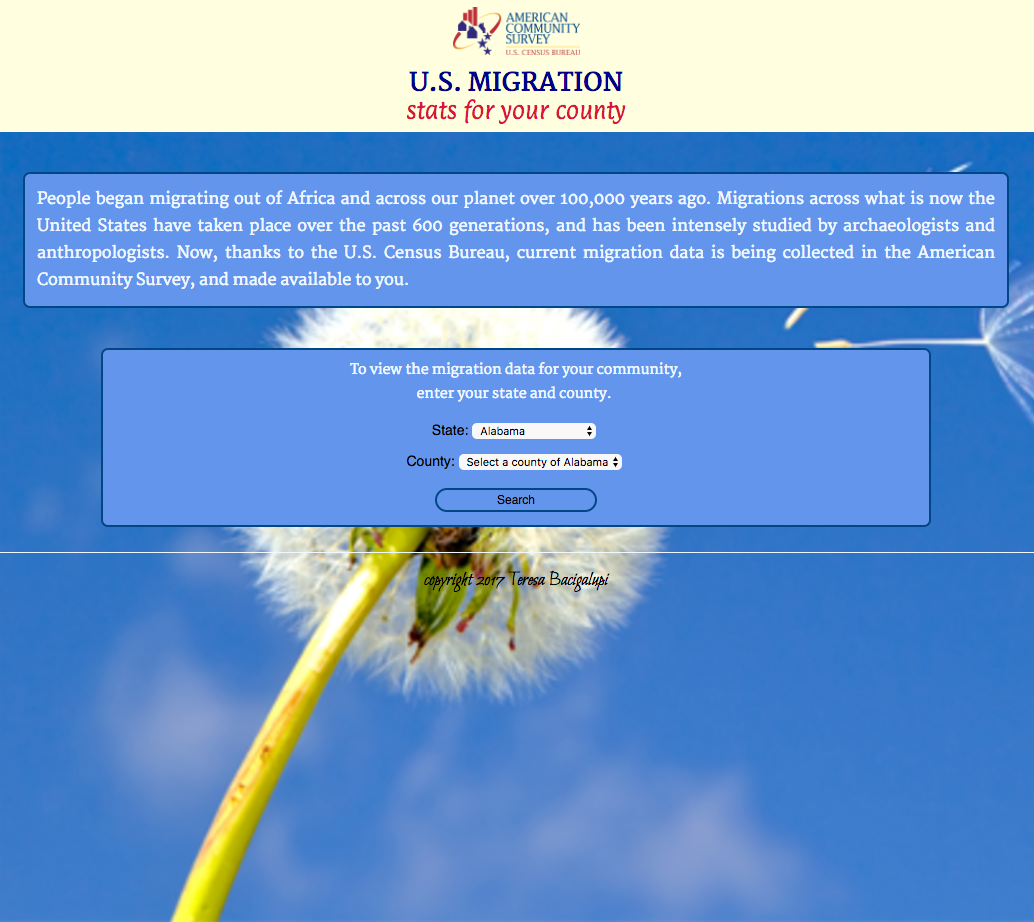 AMERICAN
COMMUNITY
SURVEY
U.S. CENSUS BUREAU
U.S. MIGRATION
stats for your county
People began migrating out of Africa and across our planet over 100,000 years ago. Migrations across what is now the
United States have taken place over the past 600 generations, and has been intensely studied by archaeologists and
anthropologists. Now, thanks to the U.S. Census Bureau, current migration data is being collected in the American
Community Survey, and made available to you.
To view the migration data for your community,
enter your state and county.
State: Alabama
County: Select a county of Alabama
Search
copyright 2017 Teresa Bacigalupi